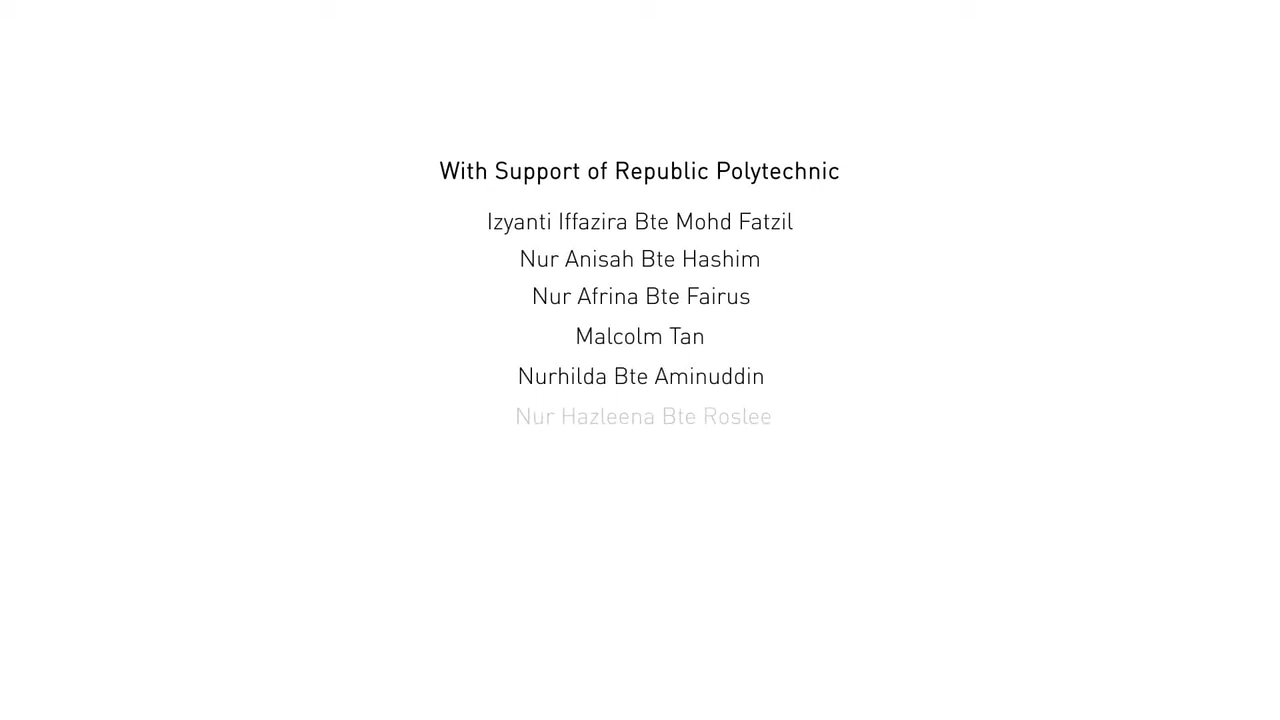 With Support of Republic Polytechnic
Izyanti Iffazira Bte Mohd Fatzil
Nur Anisah Bte Hashim
Nur Afrina Bte Fairus
Malcolm Tan
Nurhilda Bte Aminuddin
Nur Hazleena Bte Roslee